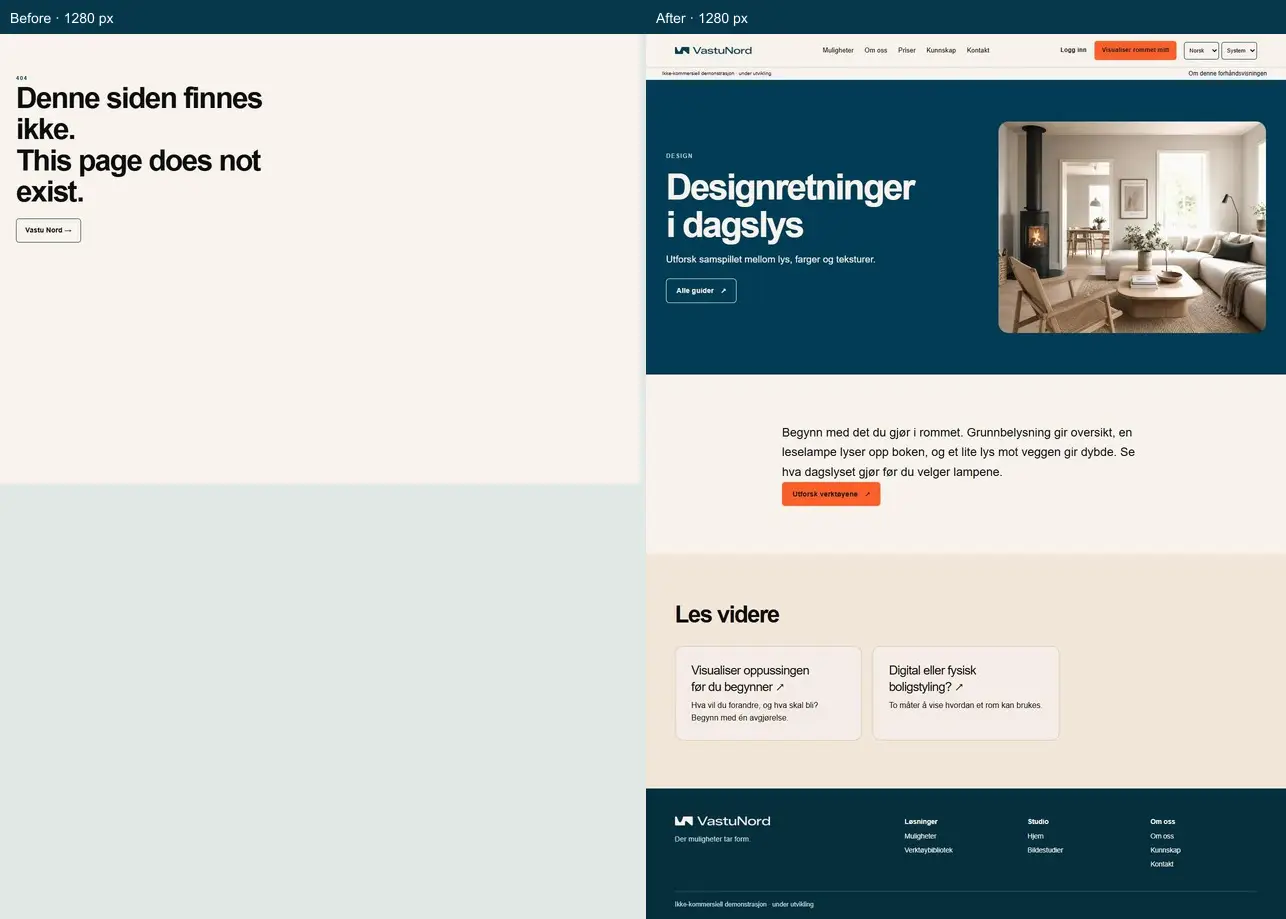 Before · 1280 px
404
Denne siden finnes
ikke.
This page does not
exist.
Vastu Nord →
After · 1280 px
VastuNord
Muligheter Om oss Priser Kunnskap Kontakt
Logg inn
Visualiser rommet mitt
Norsk
System
Ikke-kommersiell demonstrasjon · under utvikling
Om denne forhåndsvisningen
DESIGN
Designretninger
i dagslys
Utforsk samspillet mellom lys, farger og teksturer.
Alle guider ↗
Begynn med det du gjør i rommet. Grunnbelysning gir oversikt, en
leselampe lyser opp boken, og et lite lys mot veggen gir dybde. Se
hva dagslyset gjør før du velger lampene.
Utforsk verktøyene ↗
Les videre
Visualiser oppussingen
før du begynner ↗
Hva vil du forandre, og hva skal bli?
Begynn med én avgjørelse.
Digital eller fysisk
boligstyling? ↗
To måter å vise hvordan et rom kan brukes.
VastuNord
Der muligheter tar form.
Løsninger
Muligheter
Verktøybibliotek
Studio
Hjem
Bildestudier
Om oss
Om oss
Kunnskap
Kontakt
Ikke-kommersiell demonstrasjon · under utvikling